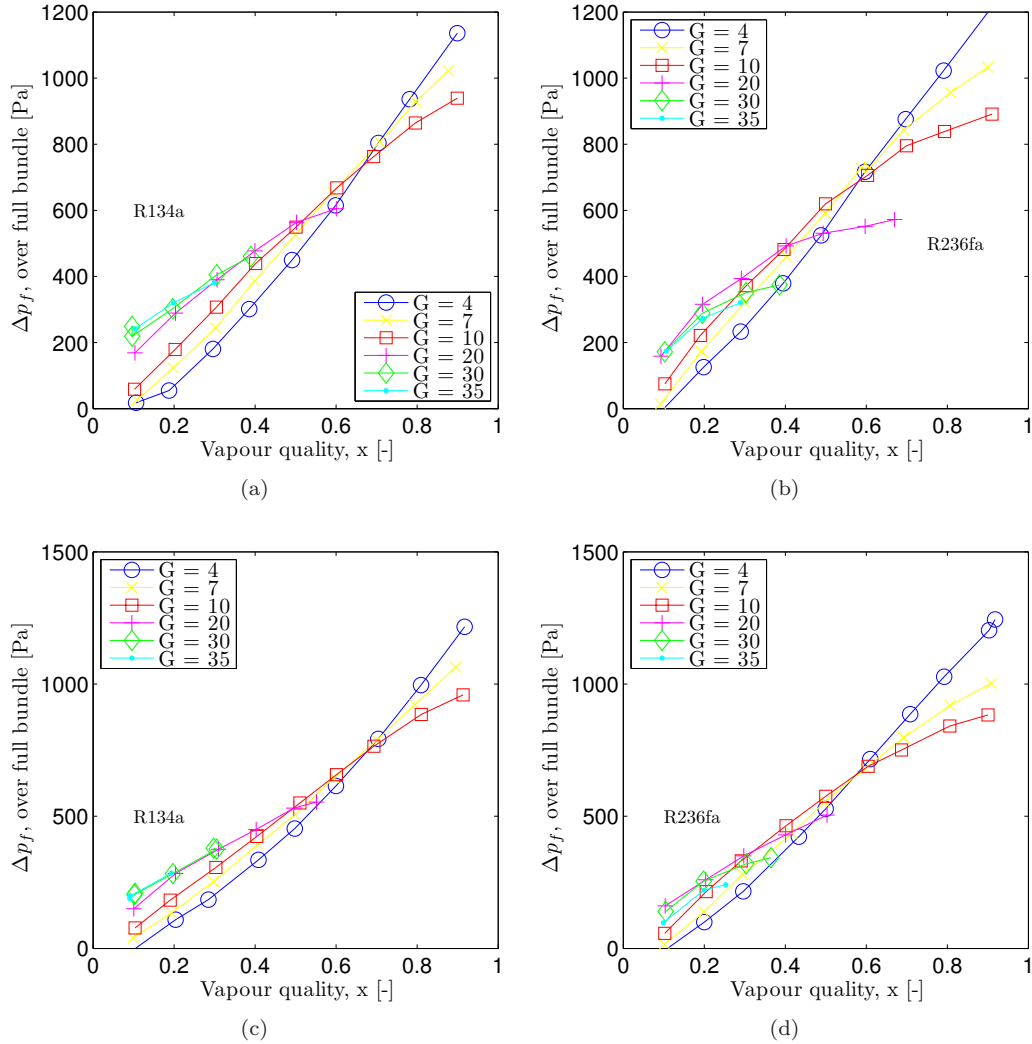 1200
1000
800
600
400
200
0
Δp_f, over full bundle [Pa]
R134a
G = 4
G = 7
G = 10
G = 20
G = 30
G = 35
0 0.2 0.4 0.6 0.8 1
Vapour quality, x [-]
(a)
1200
1000
800
600
400
200
0
Δp_f, over full bundle [Pa]
G = 4
G = 7
G = 10
G = 20
G = 30
G = 35
R236fa
0 0.2 0.4 0.6 0.8 1
Vapour quality, x [-]
(b)
1500
1000
500
0
Δp_f, over full bundle [Pa]
G = 4
G = 7
G = 10
G = 20
G = 30
G = 35
R134a
0 0.2 0.4 0.6 0.8 1
Vapour quality, x [-]
(c)
1500
1000
500
0
Δp_f, over full bundle [Pa]
G = 4
G = 7
G = 10
G = 20
G = 30
G = 35
R236fa
0 0.2 0.4 0.6 0.8 1
Vapour quality, x [-]
(d)